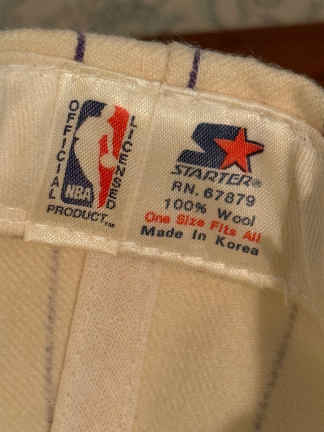 OFFICIAL
LICENSED
NBA
PRODUCT™
STARTER®
RN. 67879
100% Wool
One Size Fits All
Made In Korea